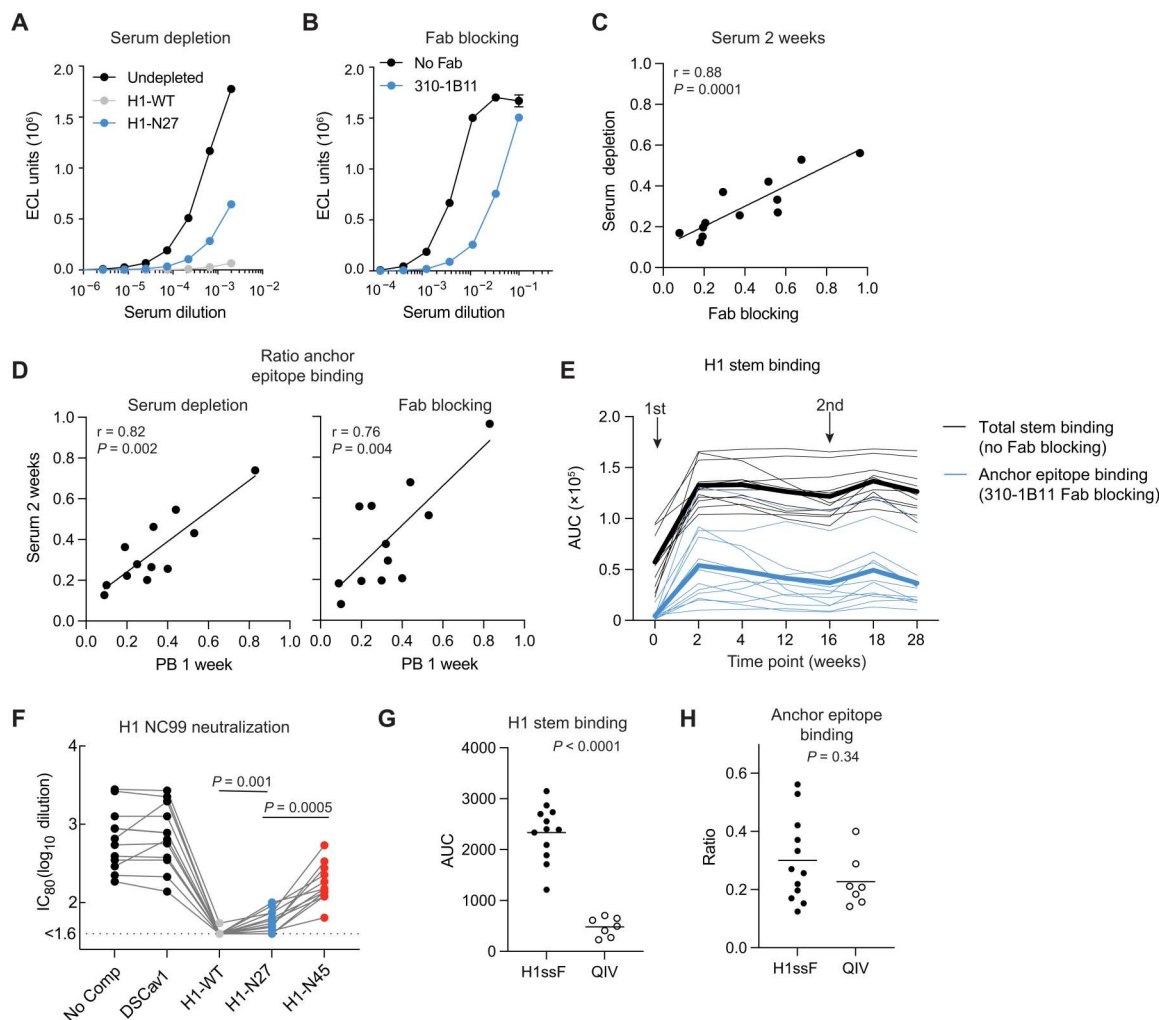 A
Serum depletion
2.0
1.5
1.0
0.5
0.0
ECL units (10⁶)
Undepleted
H1-WT
H1-N27
10⁻⁶
10⁻⁵
10⁻⁴
10⁻³
10⁻²
Serum dilution
B
Fab blocking
2.0
1.5
1.0
0.5
0.0
ECL units (10⁶)
No Fab
310-1B11
10⁻⁴
10⁻³
10⁻²
10⁻¹
Serum dilution
C
Serum 2 weeks
r = 0.88
P = 0.0001
1.0
0.8
0.6
0.4
0.2
0.0
Serum depletion
0.0
0.2
0.4
0.6
0.8
1.0
Fab blocking
D
Ratio anchor
epitope binding
Serum depletion
r = 0.82
P = 0.002
1.0
0.8
0.6
0.4
0.2
0.0
Serum 2 weeks
0.0
0.2
0.4
0.6
0.8
1.0
PB 1 week
Fab blocking
r = 0.76
P = 0.004
0.0
0.2
0.4
0.6
0.8
1.0
PB 1 week
E
H1 stem binding
1st
2nd
2.0
1.5
1.0
0.5
0
AUC (×10⁵)
0
2
4
12
16
18
28
Time point (weeks)
Total stem binding
(no Fab blocking)
Anchor epitope binding
(310-1B11 Fab blocking)
F
H1 NC99 neutralization
P = 0.001
P = 0.0005
4
3
2
<1.6
IC₈₀(log₁₀ dilution)
No Comp
DSCav1
H1-WT
H1-N27
H1-N45
G
H1 stem binding
P < 0.0001
4000
3000
2000
1000
0
AUC
H1ssF
QIV
H
Anchor epitope
binding
P = 0.34
0.6
0.4
0.2
0.0
Ratio
H1ssF
QIV